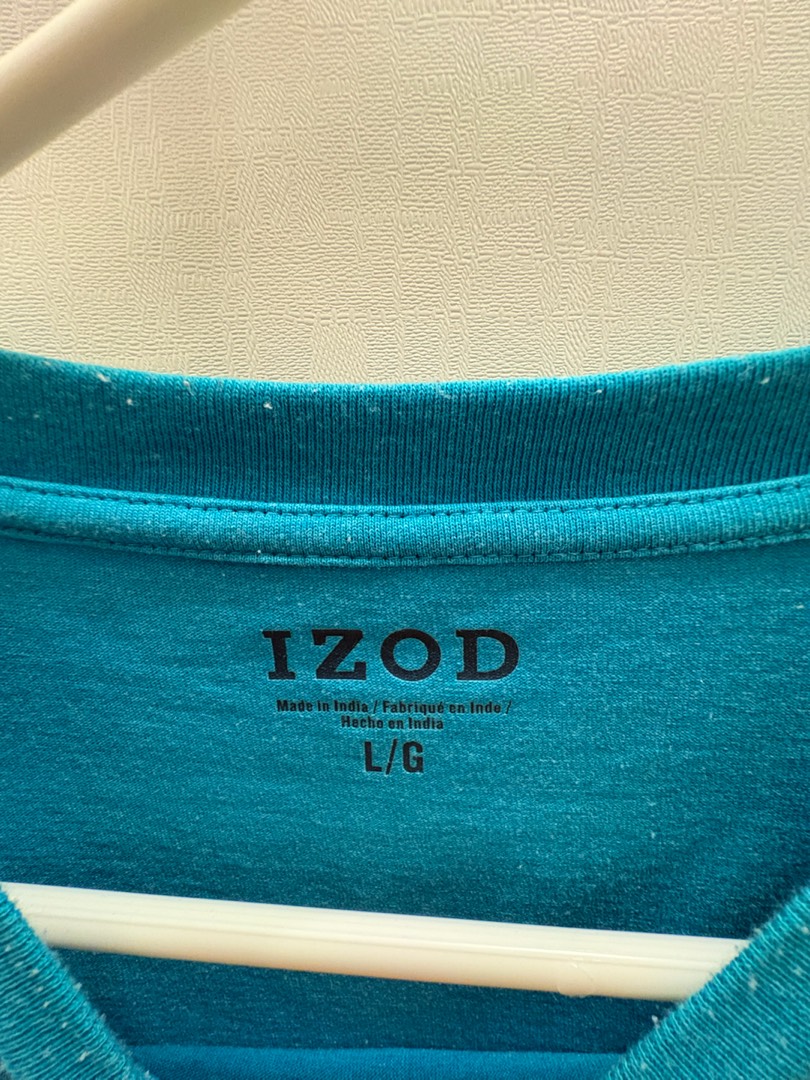 IZOD
Made in India / Fabriqué en Inde /
Hecho en India
L/G